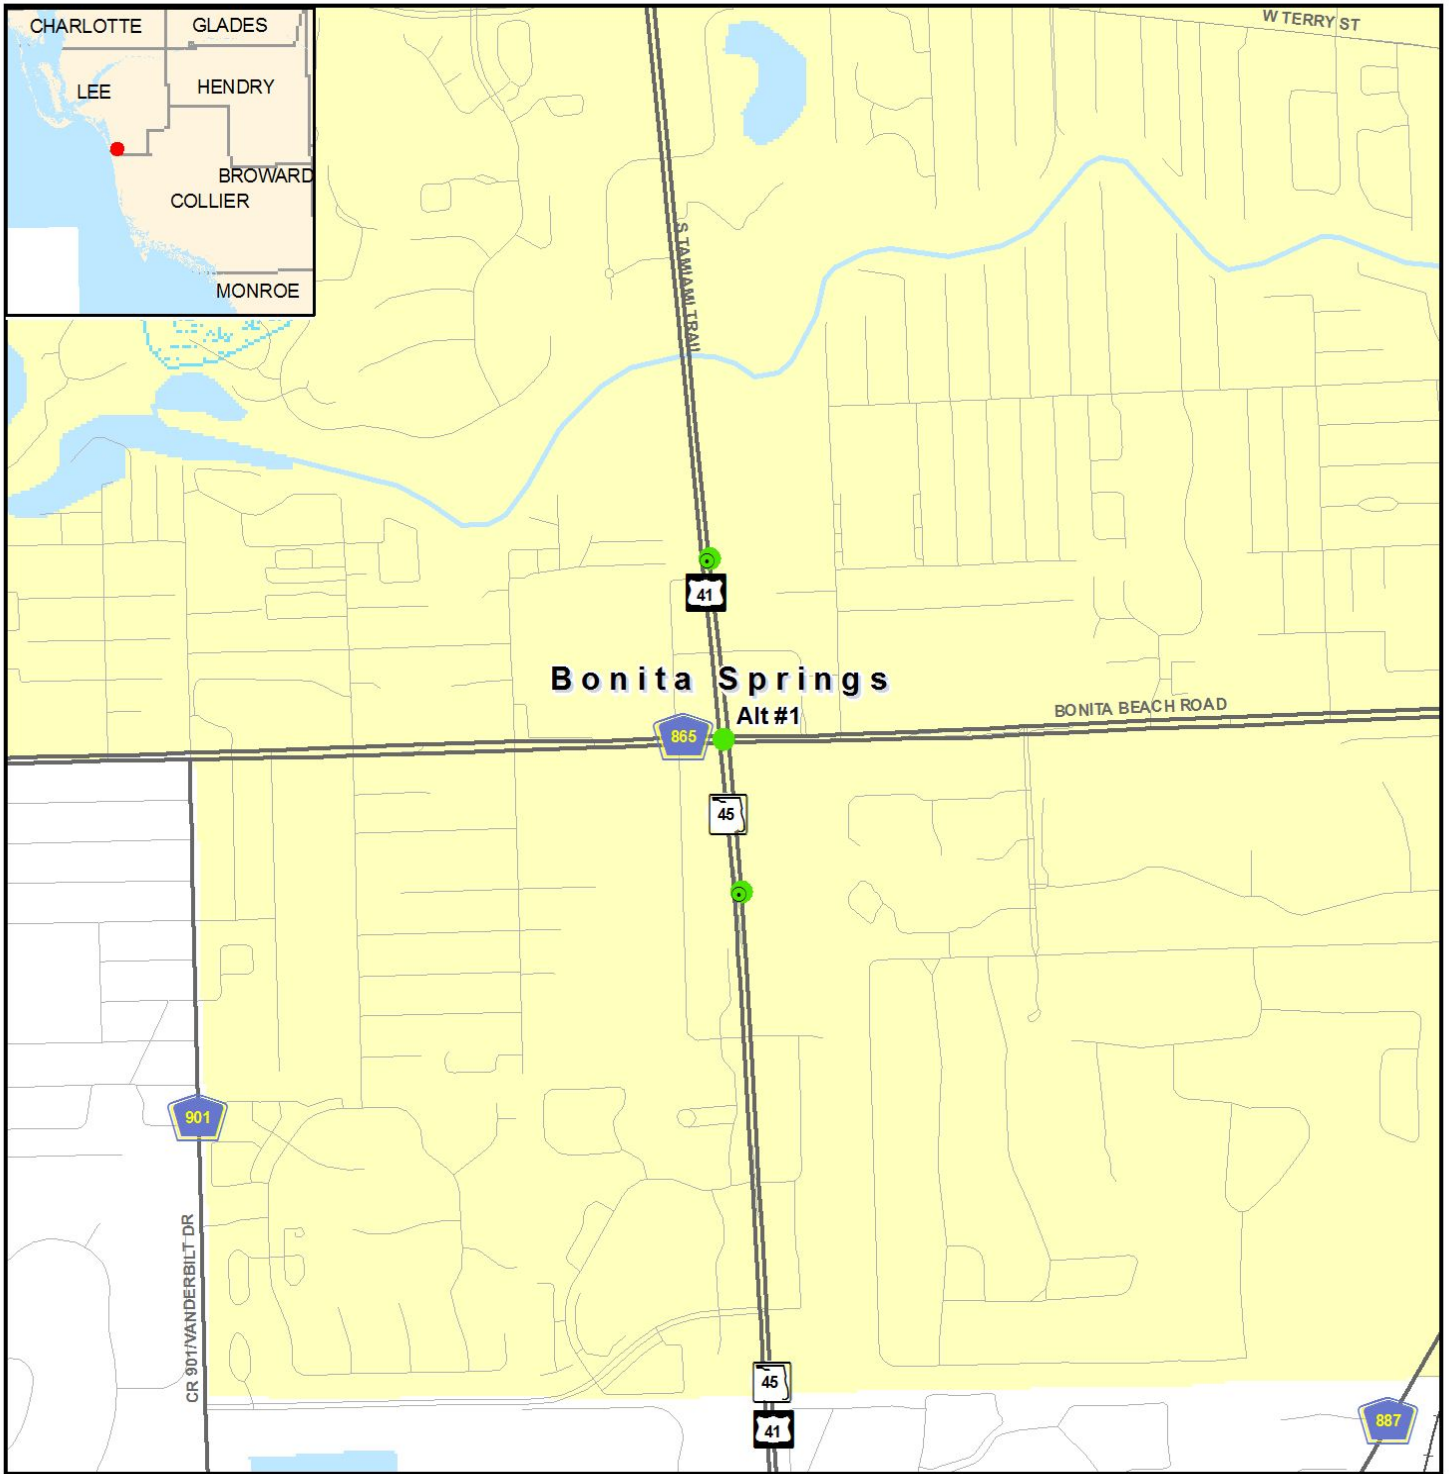 CHARLOTTE
GLADES
W TERRY ST
LEE
HENDRY
BROWARD
COLLIER
MONROE
S TAMIAMI TRAIL
41
Bonita Springs
Alt #1
BONITA BEACH ROAD
865
45
901
CR 901/VANDERBILT DR
45
887
41